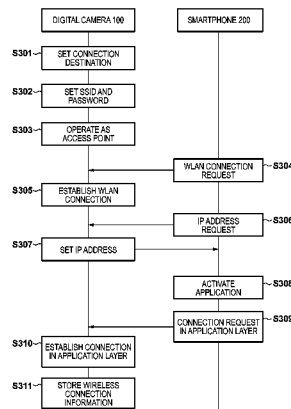 DIGITAL CAMERA 100
SMARTPHONE 200
S301
SET CONNECTION
DESTINATION
S302
SET SSID AND
PASSWORD
S303
OPERATE AS
ACCESS POINT
WLAN CONNECTION
REQUEST
S304
S305
ESTABLISH WLAN
CONNECTION
IP ADDRESS
REQUEST
S306
S307
SET IP ADDRESS
ACTIVATE
APPLICATION
S308
CONNECTION REQUEST
IN APPLICATION LAYER
S309
S310
ESTABLISH CONNECTION
IN APPLICATION LAYER
S311
STORE WIRELESS
CONNECTION
INFORMATION